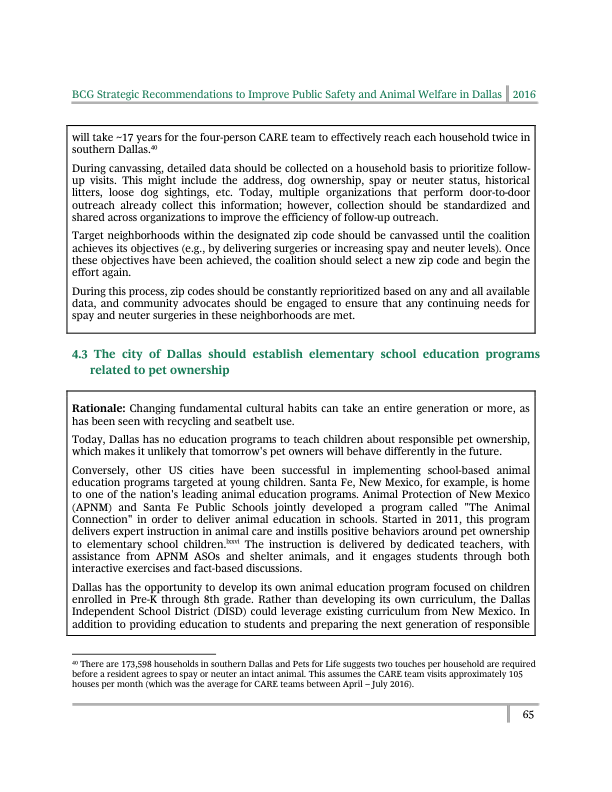 BCG Strategic Recommendations to Improve Public Safety and Animal Welfare in Dallas 2016
will take ~17 years for the four-person CARE team to effectively reach each household twice in
southern Dallas.40
During canvassing, detailed data should be collected on a household basis to prioritize follow-
up visits. This might include the address, dog ownership, spay or neuter status, historical
litters, loose dog sightings, etc. Today, multiple organizations that perform door-to-door
outreach already collect this information; however, collection should be standardized and
shared across organizations to improve the efficiency of follow-up outreach.
Target neighborhoods within the designated zip code should be canvassed until the coalition
achieves its objectives (e.g., by delivering surgeries or increasing spay and neuter levels). Once
these objectives have been achieved, the coalition should select a new zip code and begin the
effort again.
During this process, zip codes should be constantly reprioritized based on any and all available
data, and community advocates should be engaged to ensure that any continuing needs for
spay and neuter surgeries in these neighborhoods are met.
4.3 The city of Dallas should establish elementary school education programs
related to pet ownership
Rationale: Changing fundamental cultural habits can take an entire generation or more, as
has been seen with recycling and seatbelt use.
Today, Dallas has no education programs to teach children about responsible pet ownership,
which makes it unlikely that tomorrow's pet owners will behave differently in the future.
Conversely, other US cities have been successful in implementing school-based animal
education programs targeted at young children. Santa Fe, New Mexico, for example, is home
to one of the nation's leading animal education programs. Animal Protection of New Mexico
(APNM) and Santa Fe Public Schools jointly developed a program called "The Animal
Connection" in order to deliver animal education in schools. Started in 2011, this program
delivers expert instruction in animal care and instills positive behaviors around pet ownership
to elementary school children.lxxvi The instruction is delivered by dedicated teachers, with
assistance from APNM ASOs and shelter animals, and it engages students through both
interactive exercises and fact-based discussions.
Dallas has the opportunity to develop its own animal education program focused on children
enrolled in Pre-K through 8th grade. Rather than developing its own curriculum, the Dallas
Independent School District (DISD) could leverage existing curriculum from New Mexico. In
addition to providing education to students and preparing the next generation of responsible
40 There are 173,598 households in southern Dallas and Pets for Life suggests two touches per household are required
before a resident agrees to spay or neuter an intact animal. This assumes the CARE team visits approximately 105
houses per month (which was the average for CARE teams between April – July 2016).
65